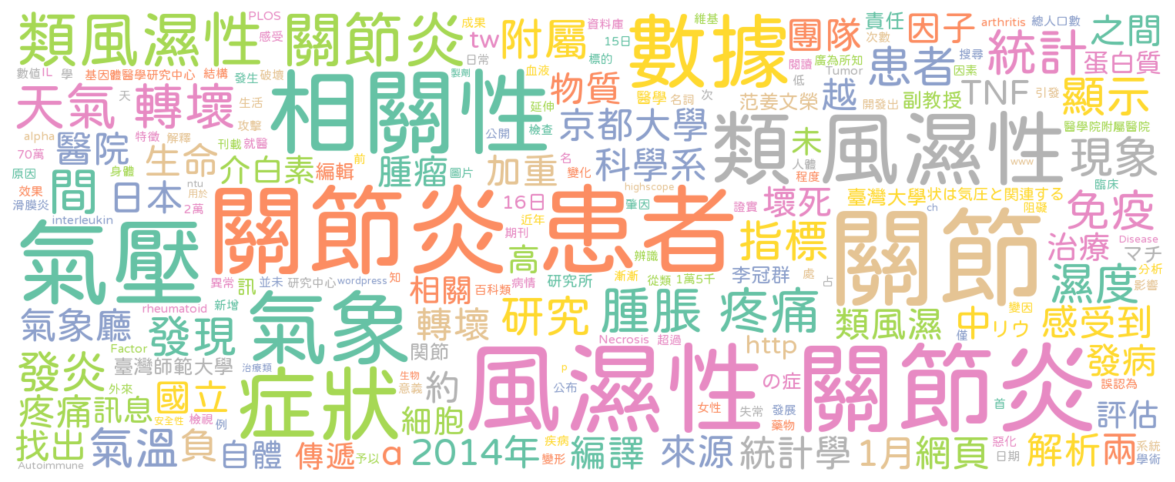 類風濕性 關節炎
PLOS
感受
成果
日常
tw
附屬
維基
血液
15日
標的
資料庫
數據
團隊
次數
責任
因子
廣為所知
閱讀
搜尋
患者
arthritis
總人口數
因素
統計
之間
蛋白質
數值
IL
學
基因體醫學研究中心
結構
發生
破壞
製劑
天氣 轉壞
天
生活
攻擊
相關性
延伸
公開
檢查
物質
醫學
名詞
次
范姜文榮
開發出
低
Tumor
越
副教授
TNF
引發
顯示
alpha
特徵
解釋
刊載
就醫
70萬
醫院
身體
原因
效果
滑膜炎
interleukin
間
日本
2萬
生命
ntu
用於
介白素
編輯
前
圖片
腫瘤
加重
名
變化
京都大學
科學系
未
人體
程度
類 風濕性
www
醫學院附屬醫院
現象
臨床
highscope
肇因
證實
壞死
臺灣大學
状は気圧と関連する
ch
阻礙
免疫
氣壓
關節炎 患者
16日
近年
期刊
高
辨識
指標
李冠群
關節
治療
Disease
マチ
濕度
分析
影響
異常
訊
並未
研究中心
wordpress
知
病情
百科類
研究所
漸漸
從類
1萬5千
處
占
rheumatoid
新增
相關
氣象廳
發現
氣象
轉壞
研究
腫脹 疼痛
類風濕
中
リウ
變因
僅
感受到
Factor
臺灣師範大學
治療類
関節
Necrosis
超過
http
發炎
外來
國立
生物
意義
症狀
約
風濕性 關節炎
p
公布
の症
女性
失常
發病
誤認為
疼痛
訊息
安全性
檢視
例
細胞
發展
藥物
首
評估
找出
Autoimmune
氣溫
負
自體
傳遞
予以
a
2014年
疾病
變形
編譯
來源
統計學
1月
網頁
惡化
日期
解析
兩
系統
學術